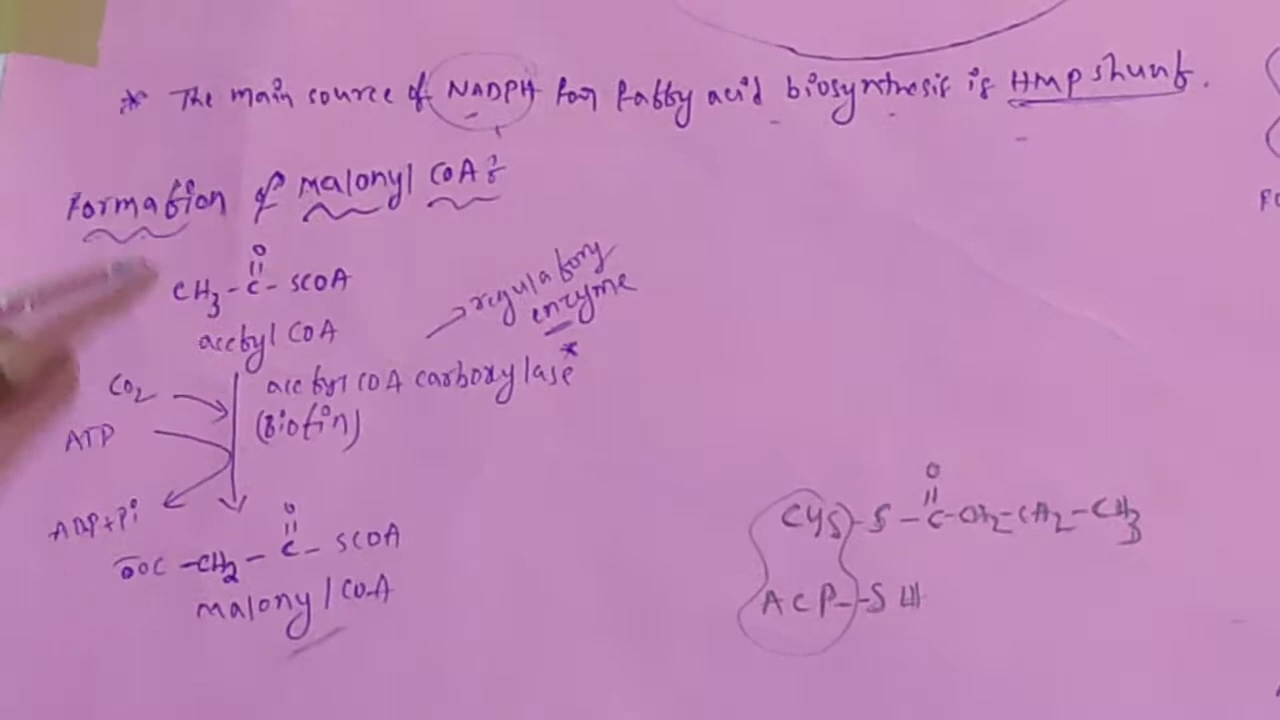 * The main source of NADPH for fatty acid biosynthesis is HMP shunt.
Formation of malonyl CoA:
O
CH3 - C - SCOA
acetyl CoA
regulatory
enzyme
CO2
acetyl COA carboxylase*
ATP
(Biotin)
ADP+Pi
O
ŌOC - CH2 - C - SCOA
malonyl CoA
O
Cys - S - C - CH2 - CH2 - CH3
ACP - SH